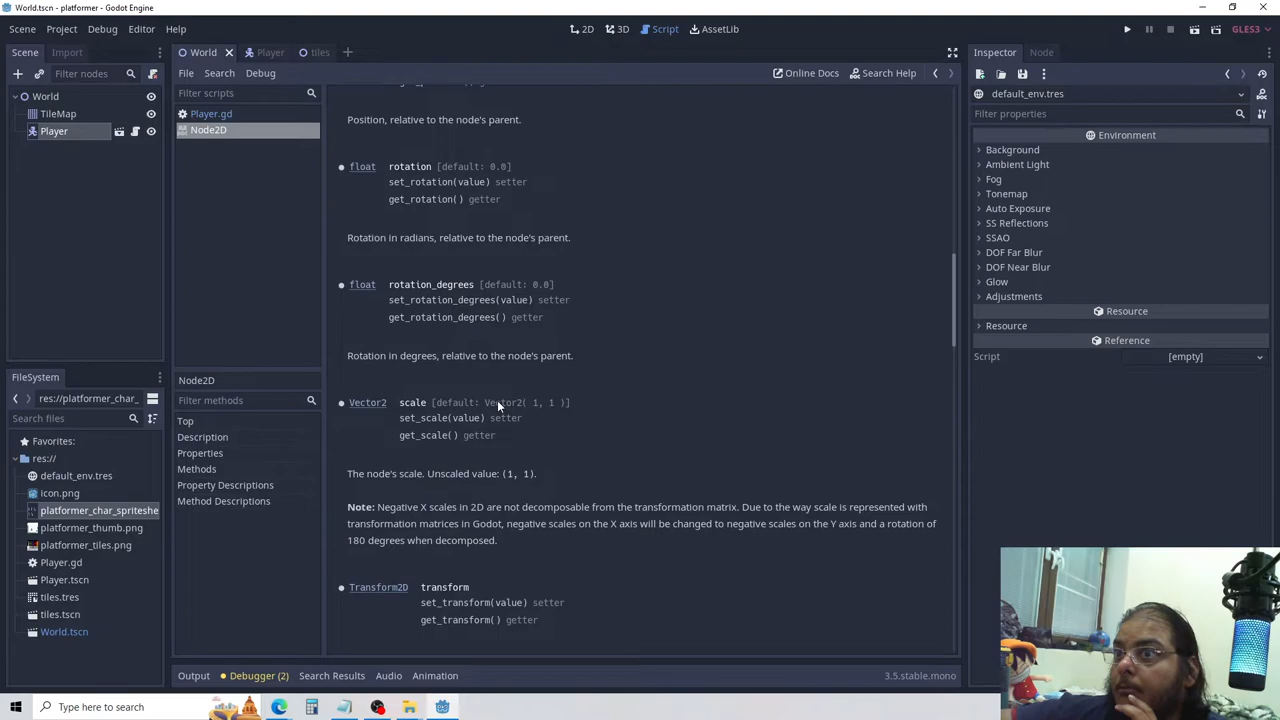 World.tscn - platformer - Godot Engine
Scene Project Debug Editor Help
2D 3D Script AssetLib
GLES3
Scene Import
Filter nodes
World
TileMap
Player
World Player tiles
File Search Debug
Online Docs Search Help
Filter scripts
Player.gd
Node2D
Node2D
Filter methods
Top
Description
Properties
Methods
Property Descriptions
Method Descriptions
Position, relative to the node's parent.
float rotation [default: 0.0]
set_rotation(value) setter
get_rotation() getter
Rotation in radians, relative to the node's parent.
float rotation_degrees [default: 0.0]
set_rotation_degrees(value) setter
get_rotation_degrees() getter
Rotation in degrees, relative to the node's parent.
Vector2 scale [default: Vector2( 1, 1 )]
set_scale(value) setter
get_scale() getter
The node's scale. Unscaled value: (1, 1).
Note: Negative X scales in 2D are not decomposable from the transformation matrix. Due to the way scale is represented with
transformation matrices in Godot, negative scales on the X axis will be changed to negative scales on the Y axis and a rotation of
180 degrees when decomposed.
Transform2D transform
set_transform(value) setter
get_transform() getter
Output Debugger (2) Search Results Audio Animation
3.5.stable.mono
FileSystem
res://platformer_char_
Search files
Favorites:
res://
default_env.tres
icon.png
platformer_char_spriteshe
platformer_thumb.png
platformer_tiles.png
Player.gd
Player.tscn
tiles.tres
tiles.tscn
World.tscn
Inspector Node
default_env.tres
Filter properties
Environment
Background
Ambient Light
Fog
Tonemap
Auto Exposure
SS Reflections
SSAO
DOF Far Blur
DOF Near Blur
Glow
Adjustments
Resource
Resource
Reference
Script [empty]
Type here to search